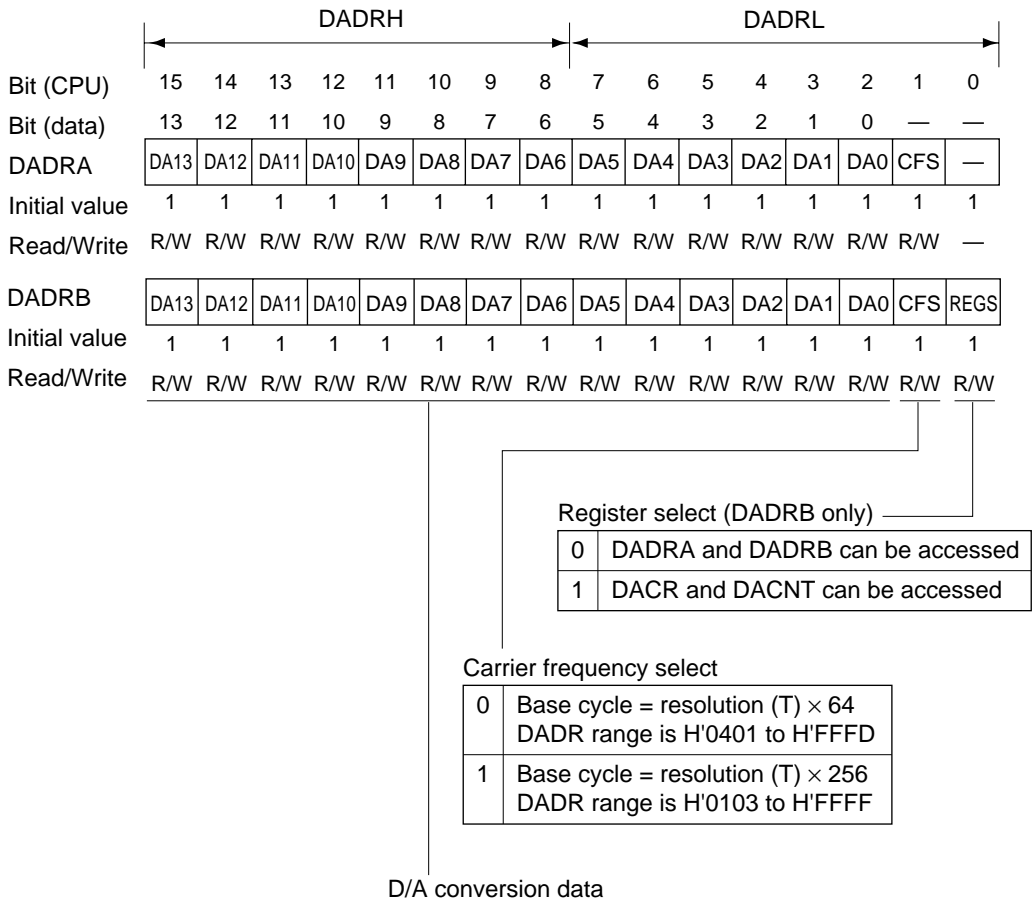 DADRH DADRL
Bit (CPU) 15 14 13 12 11 10 9 8 7 6 5 4 3 2 1 0
Bit (data) 13 12 11 10 9 8 7 6 5 4 3 2 1 0 — —
DADRA DA13 DA12 DA11 DA10 DA9 DA8 DA7 DA6 DA5 DA4 DA3 DA2 DA1 DA0 CFS —
Initial value 1 1 1 1 1 1 1 1 1 1 1 1 1 1 1 1
Read/Write R/W R/W R/W R/W R/W R/W R/W R/W R/W R/W R/W R/W R/W R/W R/W —
DADRB DA13 DA12 DA11 DA10 DA9 DA8 DA7 DA6 DA5 DA4 DA3 DA2 DA1 DA0 CFS REGS
Initial value 1 1 1 1 1 1 1 1 1 1 1 1 1 1 1 1
Read/Write R/W R/W R/W R/W R/W R/W R/W R/W R/W R/W R/W R/W R/W R/W R/W R/W
Register select (DADRB only)
0 DADRA and DADRB can be accessed
1 DACR and DACNT can be accessed
Carrier frequency select
0 Base cycle = resolution (T) × 64
DADR range is H'0401 to H'FFFD
1 Base cycle = resolution (T) × 256
DADR range is H'0103 to H'FFFF
D/A conversion data